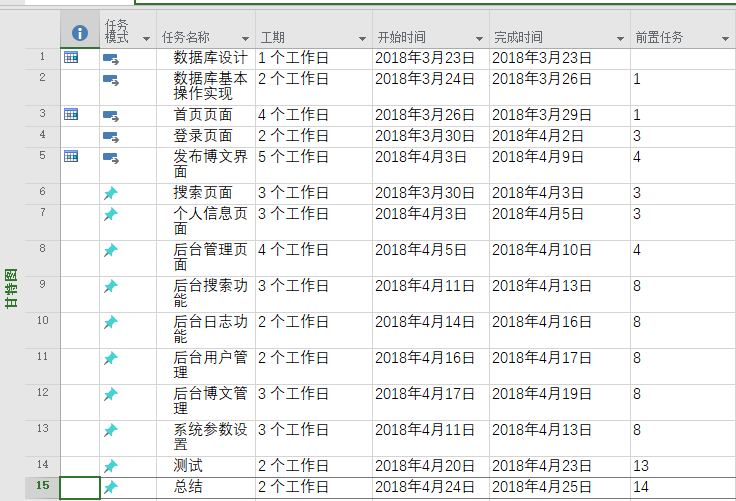 任务
模式 任务名称 工期 开始时间 完成时间 前置任务
1 数据库设计 1 个工作日 2018年3月23日 2018年3月23日
2 数据库基本 2 个工作日 2018年3月24日 2018年3月26日 1
操作实现
3 首页页面 4 个工作日 2018年3月26日 2018年3月29日 1
4 登录页面 2 个工作日 2018年3月30日 2018年4月2日 3
5 发布博文界 5 个工作日 2018年4月3日 2018年4月9日 4
面
6 搜索页面 3 个工作日 2018年3月30日 2018年4月3日 3
7 个人信息页 3 个工作日 2018年4月3日 2018年4月5日 3
面
8 后台管理页 4 个工作日 2018年4月5日 2018年4月10日 4
面
甘特图
9 后台搜索功 3 个工作日 2018年4月11日 2018年4月13日 8
能
10 后台日志功 2 个工作日 2018年4月14日 2018年4月16日 8
能
11 后台用户管 2 个工作日 2018年4月16日 2018年4月17日 8
理
12 后台博文管 3 个工作日 2018年4月17日 2018年4月19日 8
理
13 系统参数设 3 个工作日 2018年4月11日 2018年4月13日 8
置
14 测试 2 个工作日 2018年4月20日 2018年4月23日 13
15 总结 2 个工作日 2018年4月24日 2018年4月25日 14